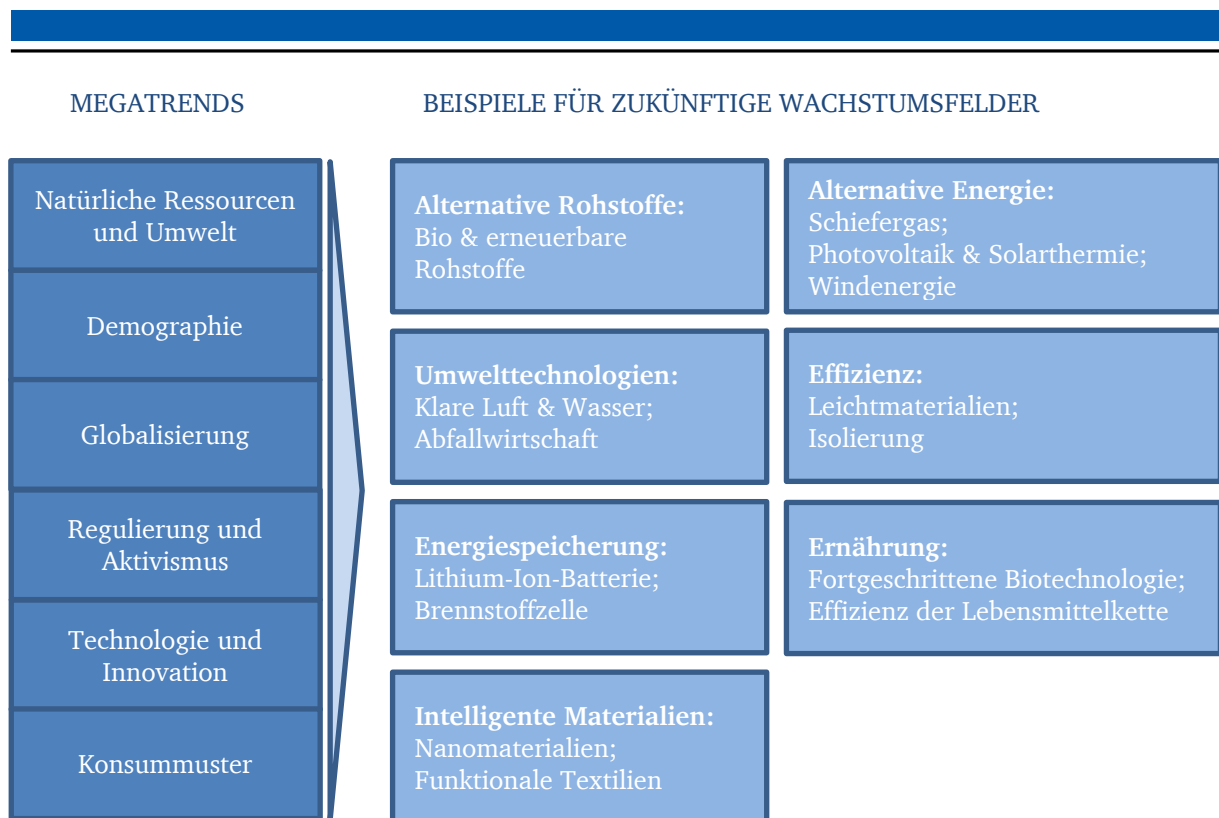 MEGATRENDS
BEISPIELE FÜR ZUKÜNFTIGE WACHSTUMSFELDER
Natürliche Ressourcen
und Umwelt
Demographie
Globalisierung
Regulierung und
Aktivismus
Technologie und
Innovation
Konsummuster
Alternative Rohstoffe:
Bio & erneuerbare
Rohstoffe
Alternative Energie:
Schiefergas;
Photovoltaik & Solarthermie;
Windenergie
Umwelttechnologien:
Klare Luft & Wasser;
Abfallwirtschaft
Effizienz:
Leichtmaterialien;
Isolierung
Energiespeicherung:
Lithium-Ion-Batterie;
Brennstoffzelle
Ernährung:
Fortgeschrittene Biotechnologie;
Effizienz der Lebensmittelkette
Intelligente Materialien:
Nanomaterialien;
Funktionale Textilien